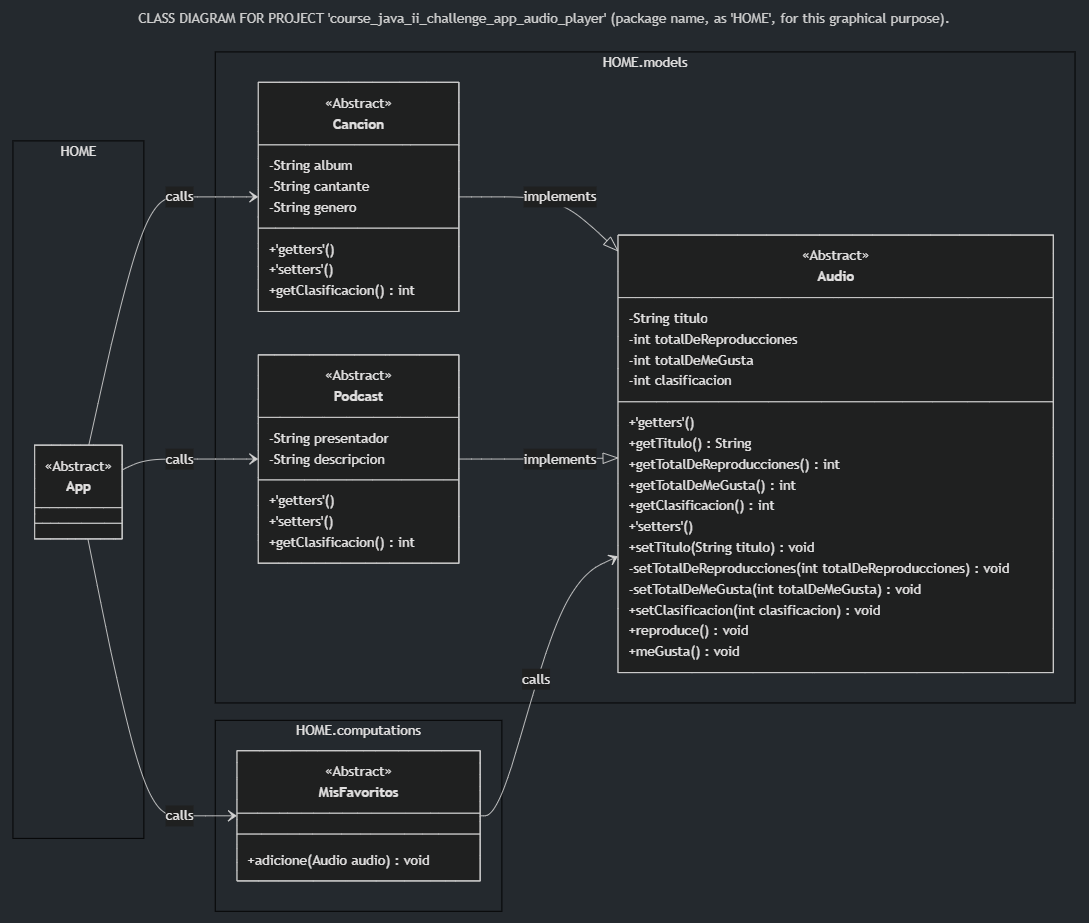 CLASS DIAGRAM FOR PROJECT 'course_java_ii_challenge_app_audio_player' (package name, as 'HOME', for this graphical purpose).
HOME
«Abstract»
App
calls
calls
calls
HOME.models
«Abstract»
Cancion
-String album
-String cantante
-String genero
+'getters'()
+'setters'()
+getClasificacion() : int
implements
«Abstract»
Podcast
-String presentador
-String descripcion
+'getters'()
+'setters'()
+getClasificacion() : int
implements
«Abstract»
Audio
-String titulo
-int totalDeReproducciones
-int totalDeMeGusta
-int clasificacion
+'getters'()
+getTitulo() : String
+getTotalDeReproducciones() : int
+getTotalDeMeGusta() : int
+getClasificacion() : int
+'setters'()
+setTitulo(String titulo) : void
-setTotalDeReproducciones(int totalDeReproducciones) : void
-setTotalDeMeGusta(int totalDeMeGusta) : void
+setClasificacion(int clasificacion) : void
+reproduce() : void
+meGusta() : void
calls
HOME.computations
«Abstract»
MisFavoritos
+adicione(Audio audio) : void